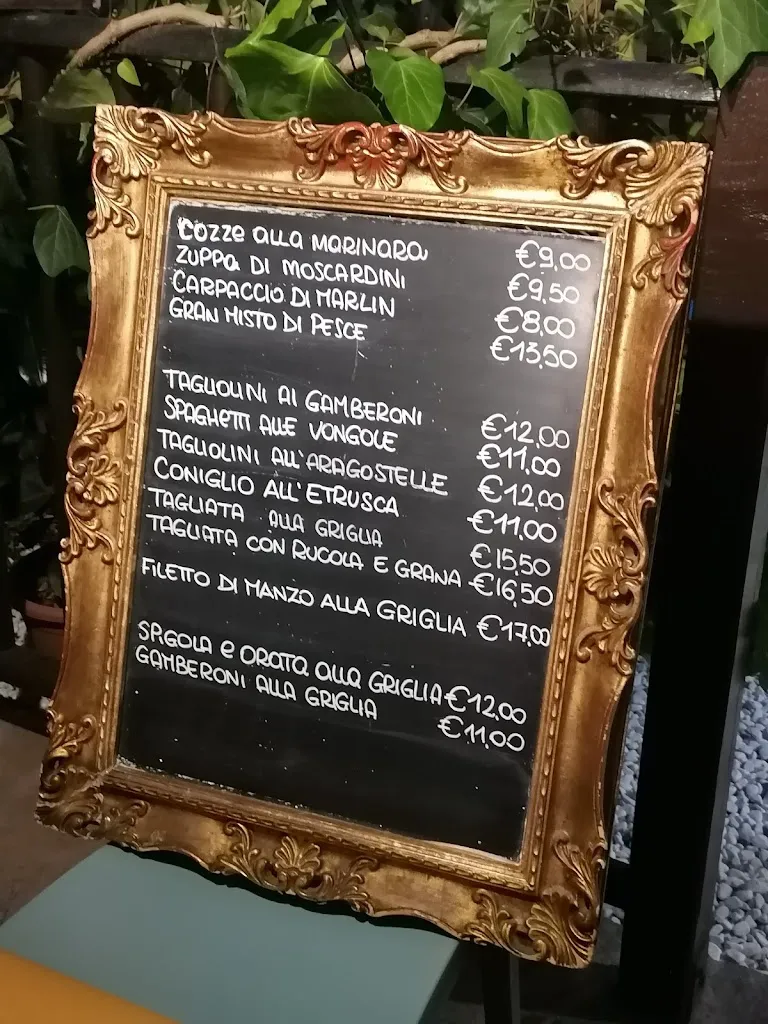 COZZE ALLA MARINARA €9,00
ZUPPA DI MOSCARDINI €9,50
CARPACCIO DI MARLIN €8,00
GRAN MISTO DI PESCE €13,50
TAGLIOLINI AI GAMBERONI €12,00
SPAGHETTI ALLE VONGOLE €11,00
TAGLIOLINI ALL'ARAGOSTELLE €12,00
CONIGLIO ALL'ETRUSCA €11,00
TAGLIATA ALLA GRIGLIA €15,50
TAGLIATA CON RUCOLA E GRANA €16,50
FILETTO DI MANZO ALLA GRIGLIA €17,00
SPIGOLA e ORATA ALLA GRIGLIA €12,00
GAMBERONI ALLA GRIGLIA €11,00